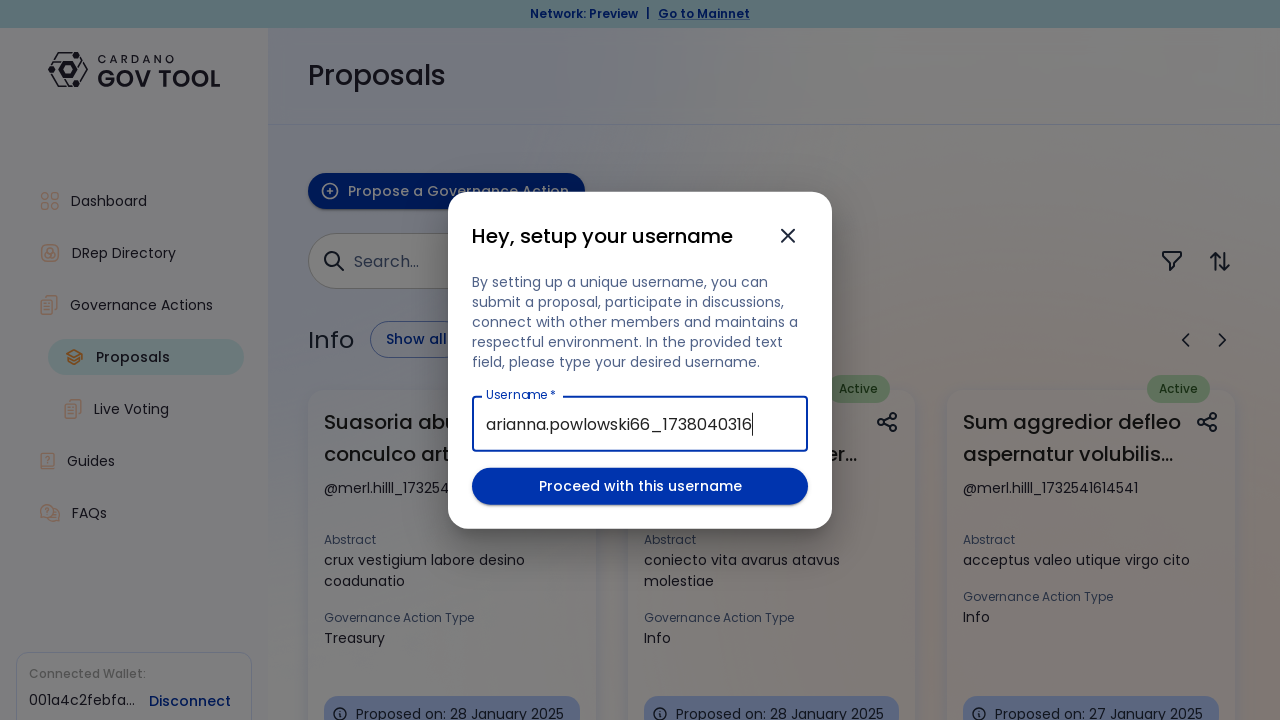 Network: Preview | Go to Mainnet
CARDANO
GOV TOOL
Proposals
Dashboard
DRep Directory
Governance Actions
Proposals
Live Voting
Guides
FAQs
Connected Wallet:
001a4c2febfa... Disconnect
Propose a Governance Action
Search...
Info Show all
Hey, setup your username
By setting up a unique username, you can
submit a proposal, participate in discussions,
connect with other members and maintains a
respectful environment. In the provided text
field, please type your desired username.
Username *
arianna.powlowski66_1738040316
Proceed with this username
Suasoria
conculco
@merl.hilll_17325
Abstract
crux vestigium labore desino
coadunatio
Governance Action Type
Treasury
Proposed on: 28 January 2025
Active
Abstract
coniecto vita avarus atavus
molestiae
Governance Action Type
Info
Proposed on: 28 January 2025
Active
Sum aggredior defleo
aspernatur volubilis...
@merl.hilll_1732541614541
Abstract
acceptus valeo utique virgo cito
Governance Action Type
Info
Proposed on: 27 January 2025